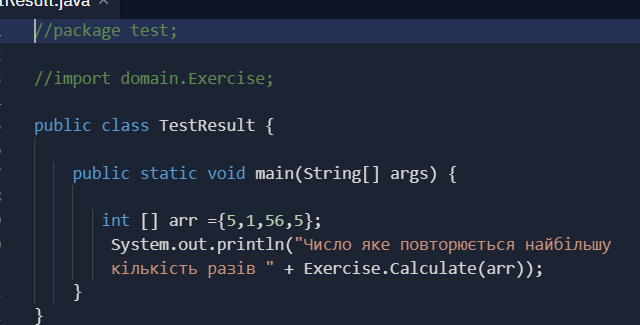 tResult.java
//package test;
//import domain.Exercise;
public class TestResult {
public static void main(String[] args) {
int [] arr ={5,1,56,5};
System.out.println("Число яке повторюється найбільшу
кількість разів " + Exercise.Calculate(arr));
}
}